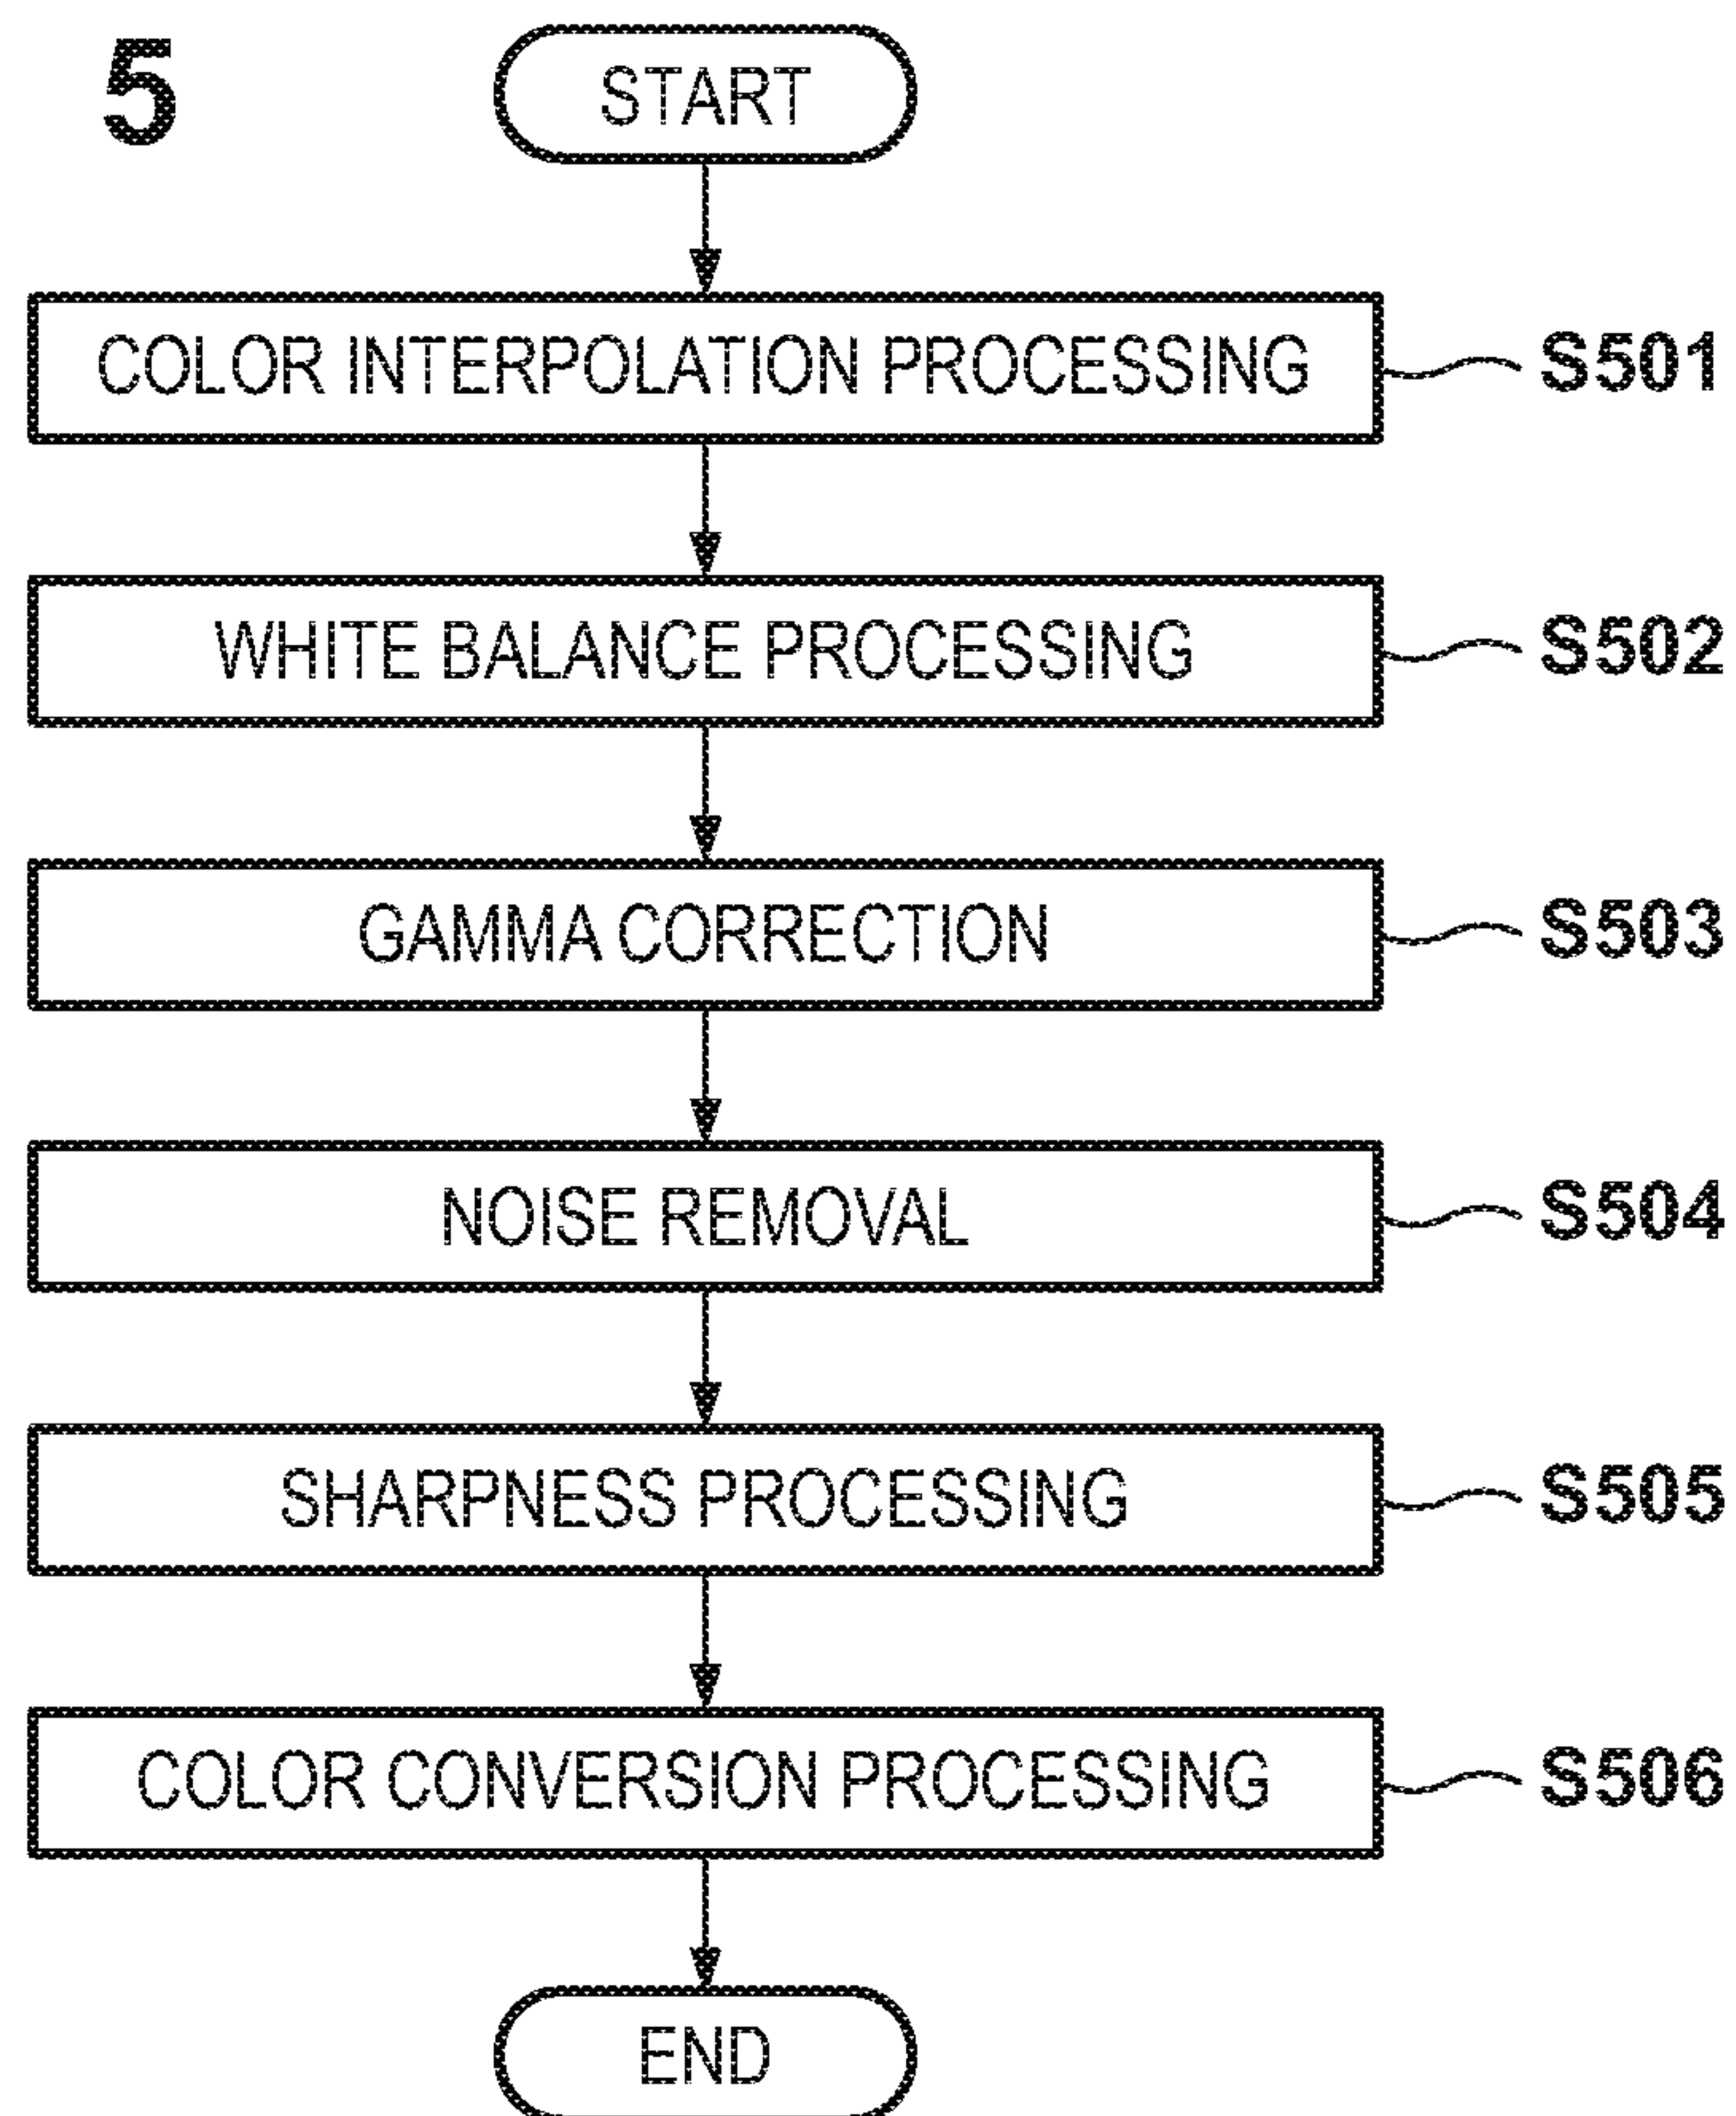 5
START
COLOR INTERPOLATION PROCESSING S501
WHITE BALANCE PROCESSING S502
GAMMA CORRECTION S503
NOISE REMOVAL S504
SHARPNESS PROCESSING S505
COLOR CONVERSION PROCESSING S506
END